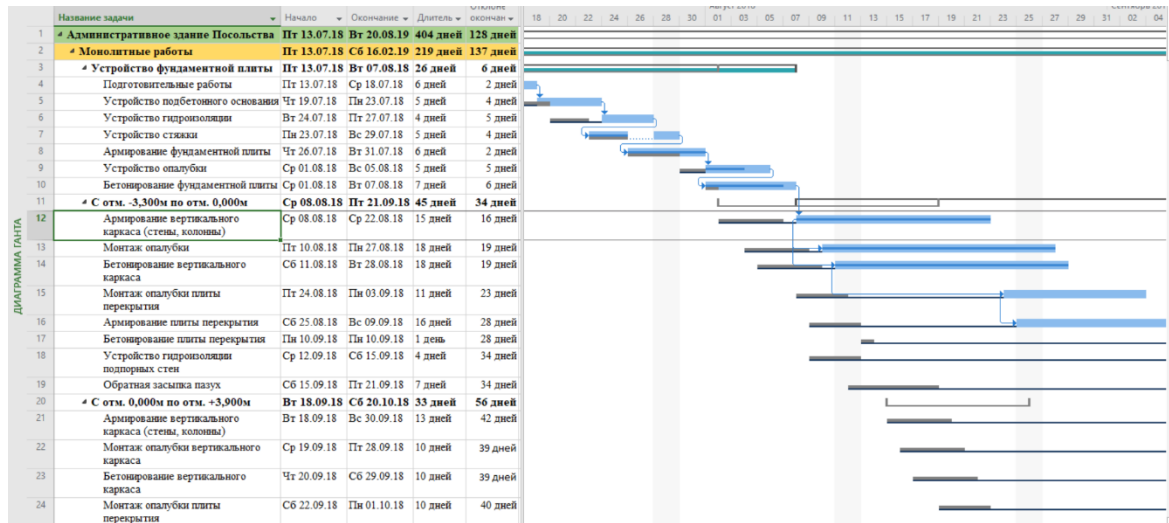 Название задачи Начало Окончание Длитель окончан 18 20 22 24 26 28 30 01 03 05 07 09 11 13 15 17 19 21 23 25 27 29 31 02 04
1 Административное здание Посольства Пт 13.07.18 Вт 20.08.19 404 дней 128 дней
2 Монолитные работы Пт 13.07.18 Сб 16.02.19 219 дней 137 дней
3 Устройство фундаментной плиты Пт 13.07.18 Вт 07.08.18 26 дней 6 дней
4 Подготовительные работы Пт 13.07.18 Ср 18.07.18 6 дней 2 дней
5 Устройство подбетонного основания Чт 19.07.18 Пн 23.07.18 5 дней 4 дней
6 Устройство гидроизоляции Вт 24.07.18 Пт 27.07.18 4 дней 5 дней
7 Устройство стяжки Пн 23.07.18 Вс 29.07.18 5 дней 4 дней
8 Армирование фундаментной плиты Чт 26.07.18 Вт 31.07.18 6 дней 2 дней
9 Устройство опалубки Ср 01.08.18 Вс 05.08.18 5 дней 5 дней
10 Бетонирование фундаментной плиты Ср 01.08.18 Вт 07.08.18 7 дней 6 дней
11 С отм. -3,300м по отм. 0,000м Ср 08.08.18 Пт 21.09.18 45 дней 34 дней
ДИАГРАММА ГАНТА
12 Армирование вертикального Ср 08.08.18 Ср 22.08.18 15 дней 16 дней
каркаса (стены, колонны)
13 Монтаж опалубки Пт 10.08.18 Пн 27.08.18 18 дней 19 дней
14 Бетонирование вертикального Сб 11.08.18 Вт 28.08.18 18 дней 19 дней
каркаса
15 Монтаж опалубки плиты Пт 24.08.18 Пн 03.09.18 11 дней 23 дней
перекрытия
16 Армирование плиты перекрытия Сб 25.08.18 Вс 09.09.18 16 дней 28 дней
17 Бетонирование плиты перекрытия Пн 10.09.18 Пн 10.09.18 1 день 28 дней
18 Устройство гидроизоляции Ср 12.09.18 Сб 15.09.18 4 дней 34 дней
подпорных стен
19 Обратная засыпка пазух Сб 15.09.18 Пт 21.09.18 7 дней 34 дней
20 С отм. 0,000м по отм. +3,900м Вт 18.09.18 Сб 20.10.18 33 дней 56 дней
21 Армирование вертикального Вт 18.09.18 Вс 30.09.18 13 дней 42 дней
каркаса (стены, колонны)
22 Монтаж опалубки вертикального Ср 19.09.18 Пт 28.09.18 10 дней 39 дней
каркаса
23 Бетонирование вертикального Чт 20.09.18 Сб 29.09.18 10 дней 39 дней
каркаса
24 Монтаж опалубки плиты Сб 22.09.18 Пн 01.10.18 10 дней 40 дней
перекрытия